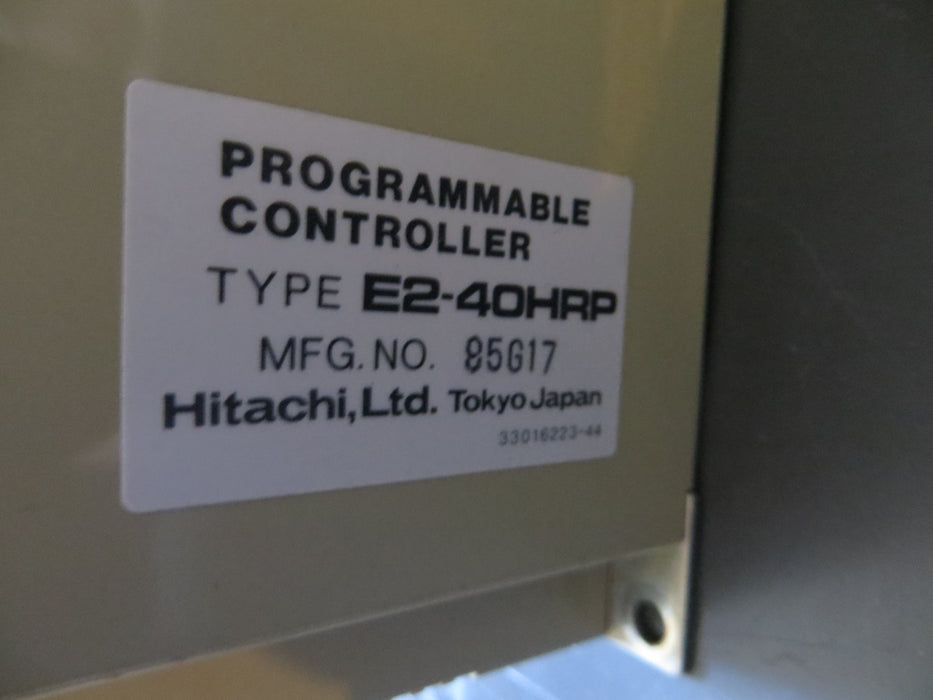 PROGRAMMABLE
CONTROLLER
TYPE E2-40HRP
MFG. NO. 85G17
Hitachi, Ltd. Tokyo Japan
33016223-44